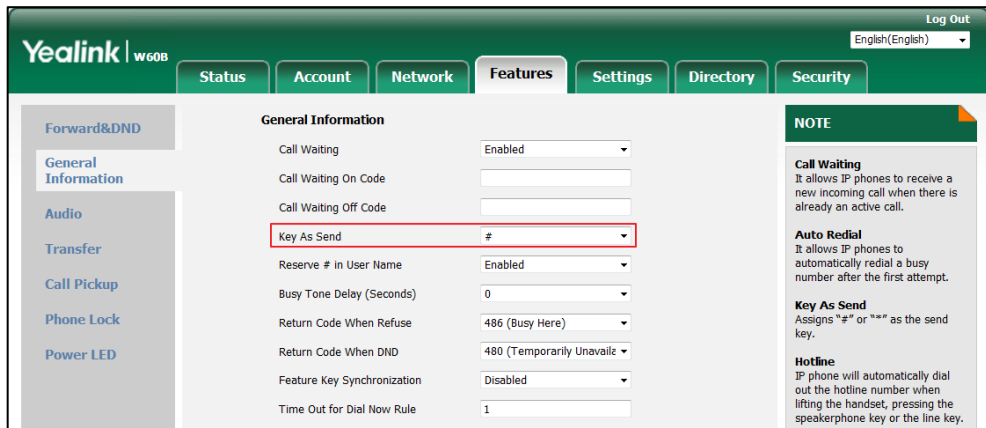 Log Out
Yealink | W60B
English(English)
Status Account Network Features Settings Directory Security
Forward&DND
General
Information
Audio
Transfer
Call Pickup
Phone Lock
Power LED
General Information
Call Waiting Enabled
Call Waiting On Code
Call Waiting Off Code
Key As Send #
Reserve # in User Name Enabled
Busy Tone Delay (Seconds) 0
Return Code When Refuse 486 (Busy Here)
Return Code When DND 480 (Temporarily Unavaila
Feature Key Synchronization Disabled
Time Out for Dial Now Rule 1
NOTE
Call Waiting
It allows IP phones to receive a
new incoming call when there is
already an active call.
Auto Redial
It allows IP phones to
automatically redial a busy
number after the first attempt.
Key As Send
Assigns "#" or "*" as the send
key.
Hotline
IP phone will automatically dial
out the hotline number when
lifting the handset, pressing the
speakerphone key or the line key.